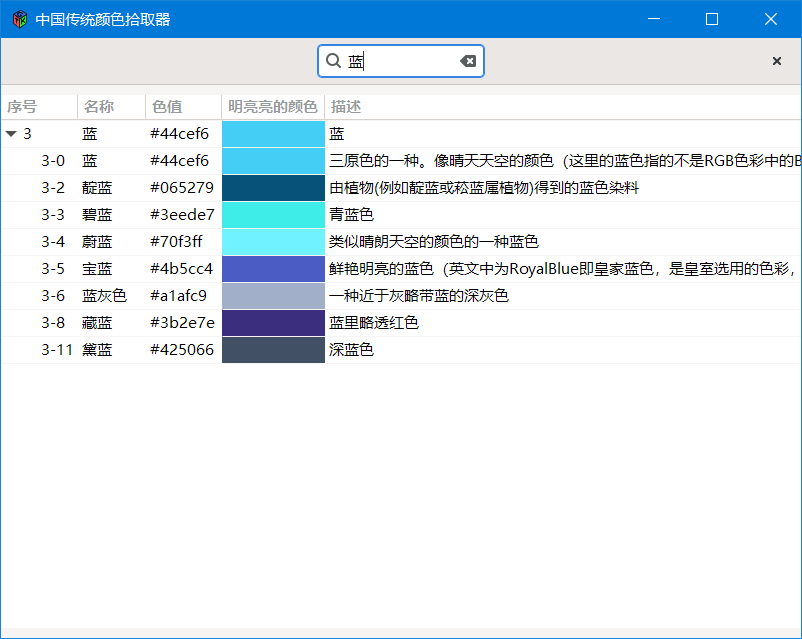 中国传统颜色拾取器
蓝
序号 名称 色值 明亮亮的颜色 描述
3 蓝 #44cef6 蓝
3-0 蓝 #44cef6 三原色的一种。像晴天天空的颜色（这里的蓝色指的不是RGB色彩中的B
3-2 靛蓝 #065279 由植物(例如靛蓝或菘蓝属植物)得到的蓝色染料
3-3 碧蓝 #3eede7 青蓝色
3-4 蔚蓝 #70f3ff 类似晴朗天空的颜色的一种蓝色
3-5 宝蓝 #4b5cc4 鲜艳明亮的蓝色（英文中为RoyalBlue即皇家蓝色，是皇室选用的色彩，
3-6 蓝灰色 #a1afc9 一种近于灰略带蓝的深灰色
3-8 藏蓝 #3b2e7e 蓝里略透红色
3-11 黛蓝 #425066 深蓝色